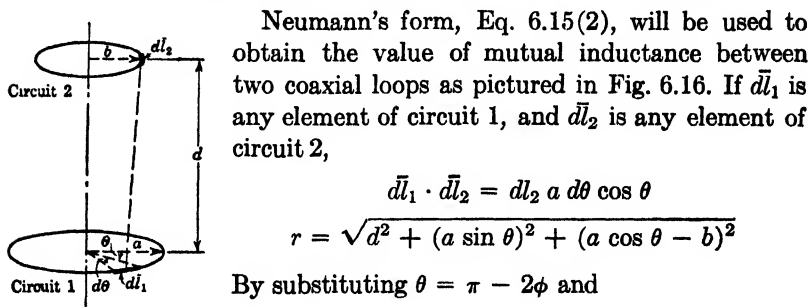 Neumann's form, Eq. 6.15(2), will be used to
obtain the value of mutual inductance between
two coaxial loops as pictured in Fig. 6.16. If d̄l₁ is
any element of circuit 1, and d̄l₂ is any element of
circuit 2,
d̄l₁ · d̄l₂ = dl₂ a dθ cos θ
r = √(d² + (a sin θ)² + (a cos θ − b)²)
By substituting θ = π − 2φ and
b
d̄l₂
Circuit 2
d
θ
a
r
Circuit 1
dθ
d̄l₁